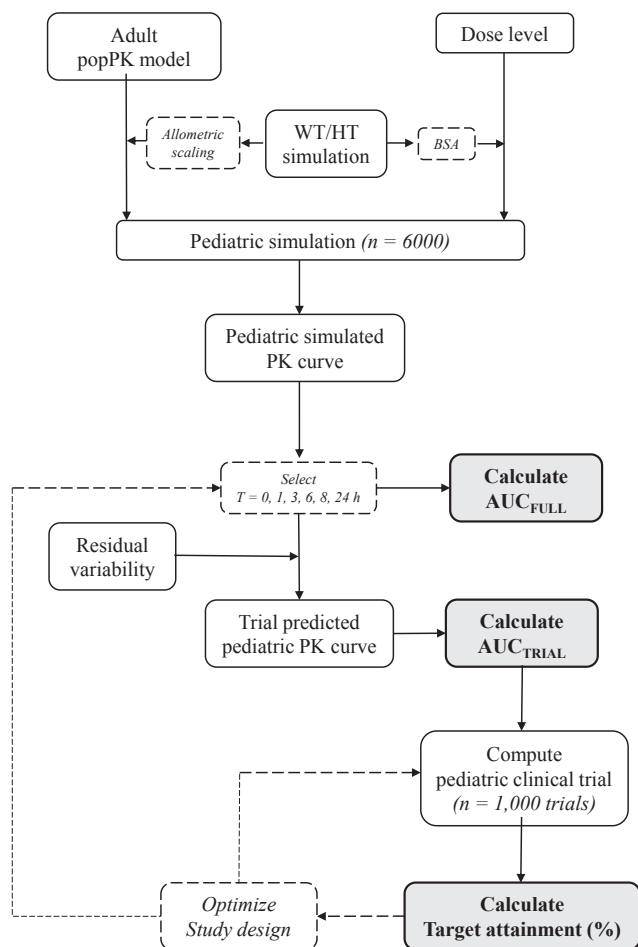 Adult
popPK model
Dose level
Allometric
scaling
WT/HT
simulation
BSA
Pediatric simulation (n = 6000)
Pediatric simulated
PK curve
Select
T = 0, 1, 3, 6, 8, 24 h
Calculate
AUC_FULL
Residual
variability
Trial predicted
pediatric PK curve
Calculate
AUC_TRIAL
Compute
pediatric clinical trial
(n = 1,000 trials)
Optimize
Study design
Calculate
Target attainment (%)